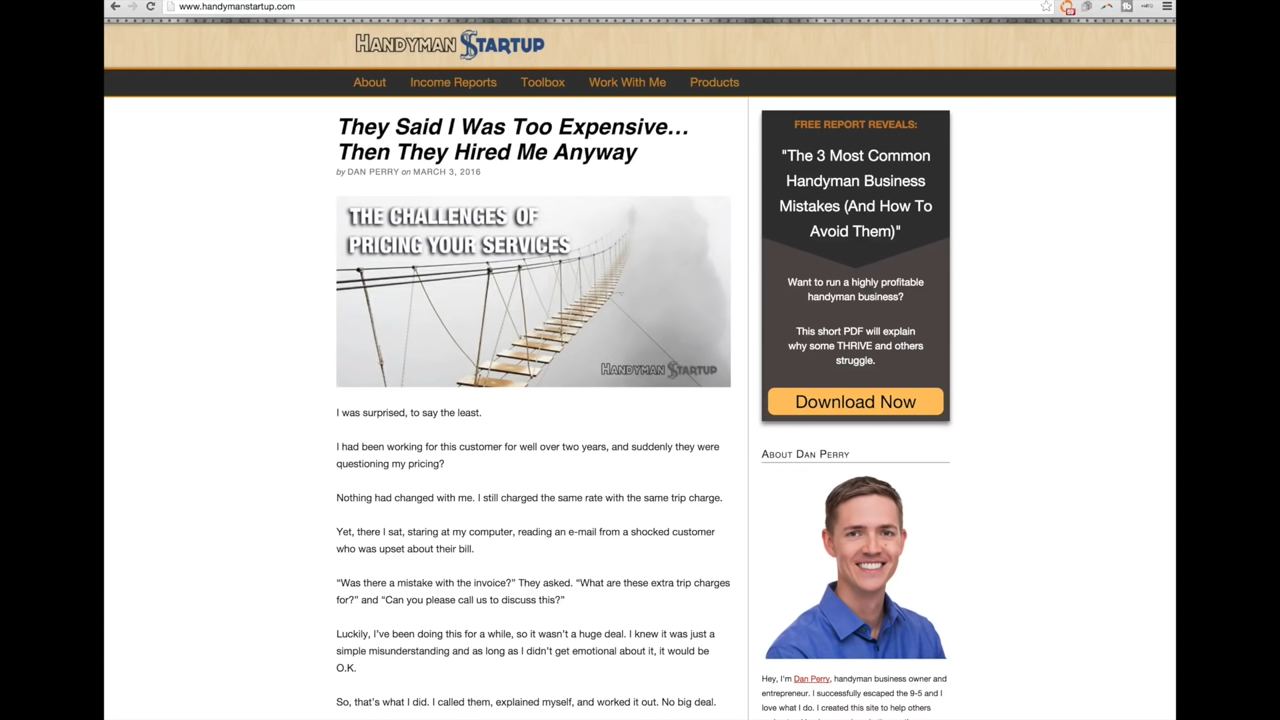 www.handymanstartup.com
HANDYMAN STARTUP
About Income Reports Toolbox Work With Me Products
They Said I Was Too Expensive…
Then They Hired Me Anyway
by DAN PERRY on MARCH 3, 2016
THE CHALLENGES OF
PRICING YOUR SERVICES
HANDYMAN STARTUP
I was surprised, to say the least.
I had been working for this customer for well over two years, and suddenly they were
questioning my pricing?
Nothing had changed with me. I still charged the same rate with the same trip charge.
Yet, there I sat, staring at my computer, reading an e-mail from a shocked customer
who was upset about their bill.
“Was there a mistake with the invoice?” They asked. “What are these extra trip charges
for?” and “Can you please call us to discuss this?”
Luckily, I’ve been doing this for a while, so it wasn’t a huge deal. I knew it was just a
simple misunderstanding and as long as I didn’t get emotional about it, it would be
O.K.
So, that’s what I did. I called them, explained myself, and worked it out. No big deal.
FREE REPORT REVEALS:
"The 3 Most Common
Handyman Business
Mistakes (And How To
Avoid Them)"
Want to run a highly profitable
handyman business?
This short PDF will explain
why some THRIVE and others
struggle.
Download Now
ABOUT DAN PERRY
Hey, I'm Dan Perry, handyman business owner and
entrepreneur. I successfully escaped the 9-5 and I
love what I do. I created this site to help others